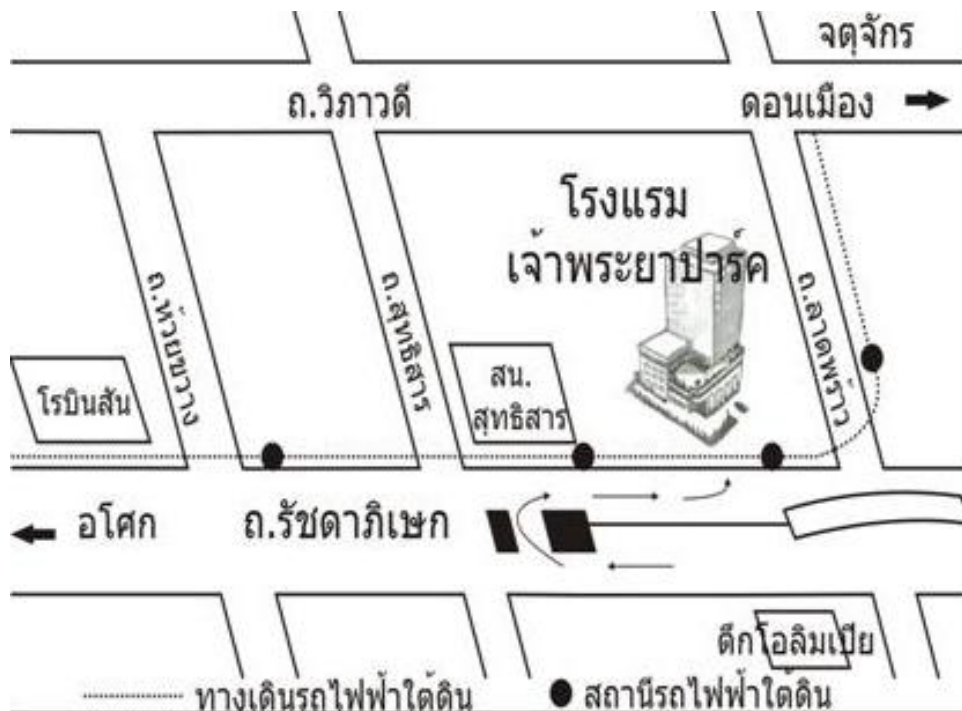 จตุจักร
ถ.วิภาวดี
ดอนเมือง
โรงแรม
เจ้าพระยาปาร์ค
ถ.ห้วยขวาง
ถ.สุทธิสาร
ถ.ลาดพร้าว
โรบินสัน
สน.
สุทธิสาร
อโศก
ถ.รัชดาภิเษก
ตึกโอลิมเปีย
ทางเดินรถไฟฟ้าใต้ดิน
สถานีรถไฟฟ้าใต้ดิน